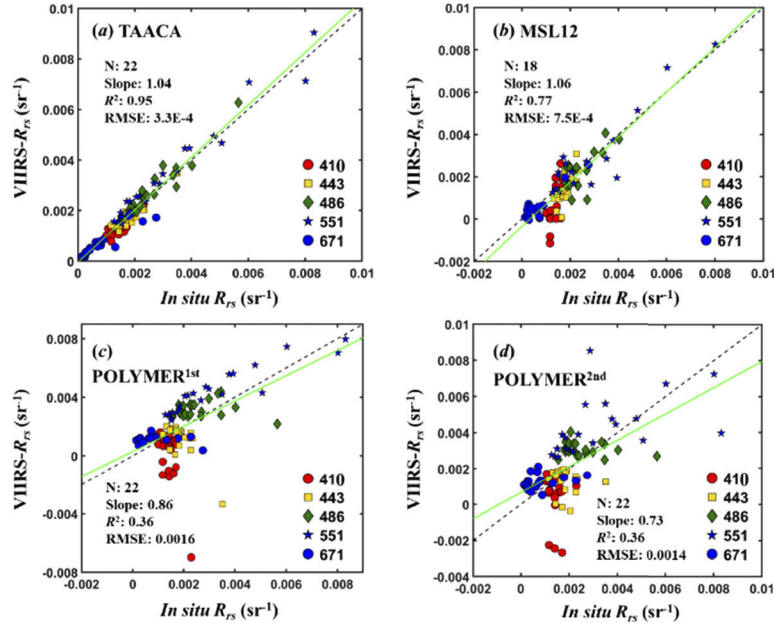 (a) TAACA
N: 22
Slope: 1.04
R²: 0.95
RMSE: 3.3E-4
410
443
486
551
671
0.01
0.008
0.006
0.004
0.002
0
0 0.002 0.004 0.006 0.008 0.01
VIIRS-Rrs (sr⁻¹)
In situ Rrs (sr⁻¹)
(b) MSL12
N: 18
Slope: 1.06
R²: 0.77
RMSE: 7.5E-4
410
443
486
551
671
0.01
0.008
0.006
0.004
0.002
0
-0.002
-0.002 0 0.002 0.004 0.006 0.008 0.01
VIIRS-Rrs (sr⁻¹)
In situ Rrs (sr⁻¹)
(c)
POLYMER1st
N: 22
Slope: 0.86
R²: 0.36
RMSE: 0.0016
410
443
486
551
671
0.008
0.004
0
-0.004
-0.008
-0.002 0 0.002 0.004 0.006 0.008
VIIRS-Rrs (sr⁻¹)
In situ Rrs (sr⁻¹)
(d)
POLYMER2nd
N: 22
Slope: 0.73
R²: 0.36
RMSE: 0.0014
410
443
486
551
671
0.01
0.008
0.006
0.004
0.002
0
-0.002
-0.004
-0.002 0 0.002 0.004 0.006 0.008 0.01
VIIRS-Rrs (sr⁻¹)
In situ Rrs (sr⁻¹)